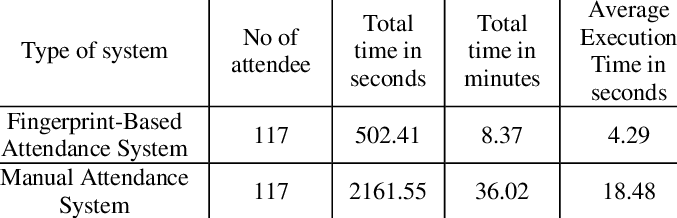 Type of system
No of
attendee
Total
time in
seconds
Total
time in
minutes
Average
Execution
Time in
seconds
Fingerprint-Based
Attendance System
117
502.41
8.37
4.29
Manual Attendance
System
117
2161.55
36.02
18.48